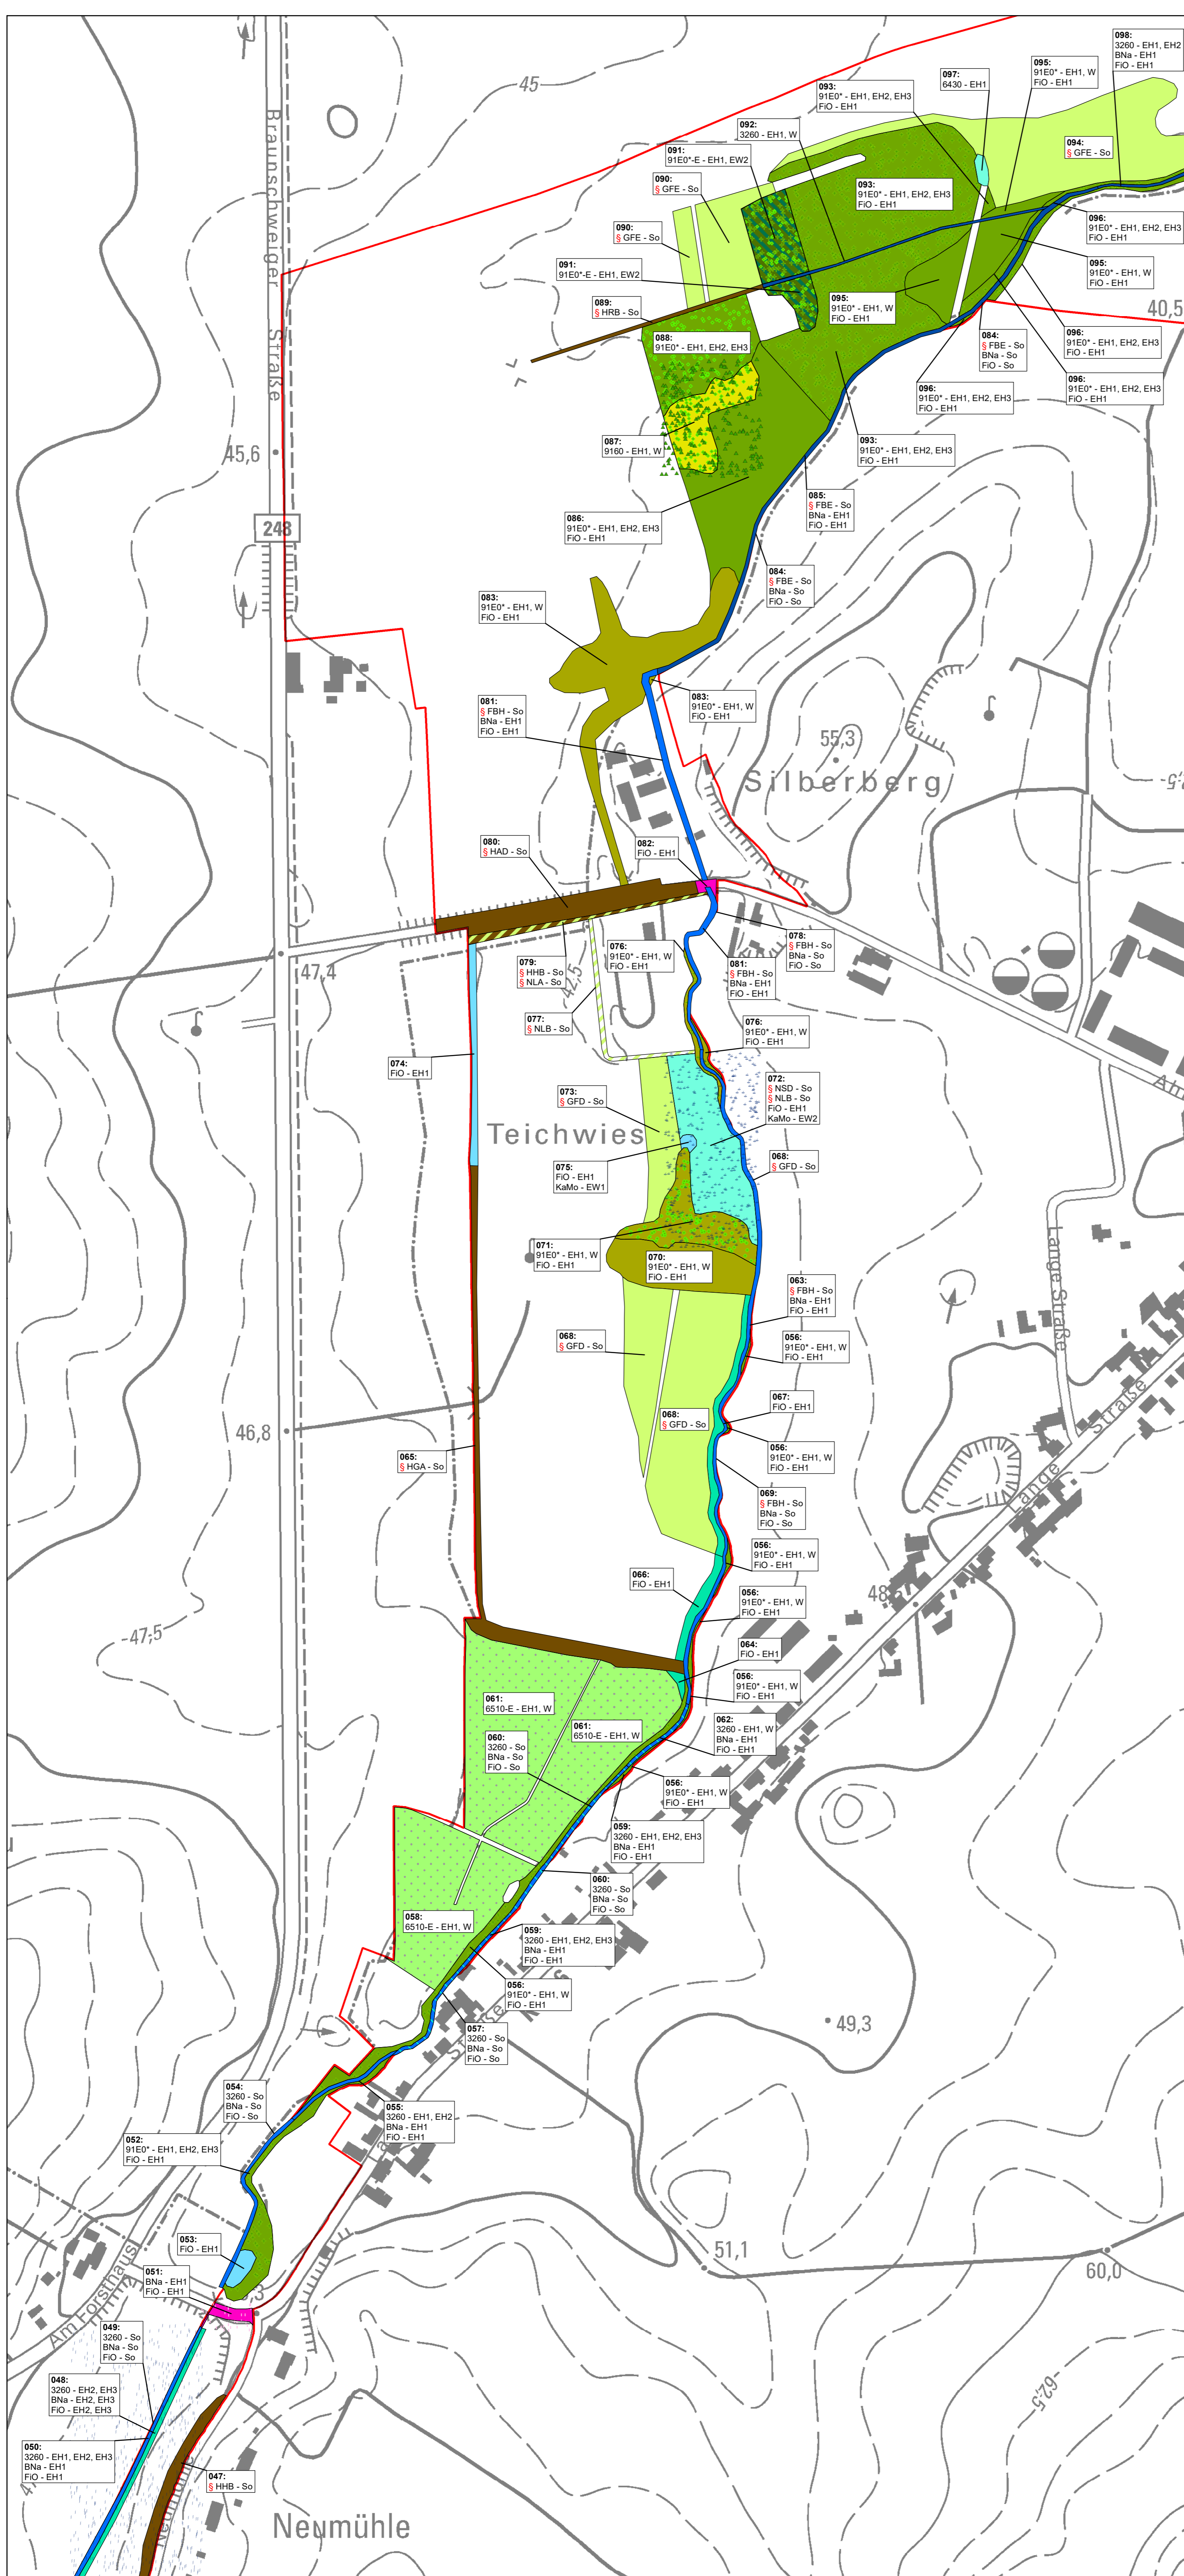 098:
3260 - EH1, EH2
BNa - EH1
FiO - EH1
095:
91E0* - EH1, W
FiO - EH1
097:
6430 - EH1
093:
91E0* - EH1, EH2, EH3
FiO - EH1
45
092:
3260 - EH1, W
094:
§ GFE - So
091:
91E0*-E - EH1, EW2
090:
§ GFE - So
093:
91E0* - EH1, EH2, EH3
FiO - EH1
096:
91E0* - EH1, EH2, EH3
FiO - EH1
090:
§ GFE - So
095:
91E0* - EH1, W
FiO - EH1
091:
91E0*-E - EH1, EW2
089:
§ HRB - So
095:
91E0* - EH1, W
FiO - EH1
40,5
Braunschweiger Straße
088:
91E0* - EH1, EH2, EH3
084:
§ FBE - So
BNa - So
FiO - So
096:
91E0* - EH1, EH2, EH3
FiO - EH1
096:
91E0* - EH1, EH2, EH3
FiO - EH1
096:
91E0* - EH1, EH2, EH3
FiO - EH1
087:
9160 - EH1, W
093:
91E0* - EH1, EH2, EH3
FiO - EH1
45,6
085:
§ FBE - So
BNa - EH1
FiO - EH1
086:
91E0* - EH1, EH2, EH3
FiO - EH1
248
084:
§ FBE - So
BNa - So
FiO - So
083:
91E0* - EH1, W
FiO - EH1
081:
§ FBH - So
BNa - EH1
FiO - EH1
083:
91E0* - EH1, W
FiO - EH1
55,3
Silberberg
080:
§ HAD - So
082:
FiO - EH1
078:
§ FBH - So
BNa - So
FiO - So
076:
91E0* - EH1, W
FiO - EH1
079:
§ HHB - So
§ NLA - So
081:
§ FBH - So
BNa - EH1
FiO - EH1
47,4
42,5
077:
§ NLB - So
076:
91E0* - EH1, W
FiO - EH1
074:
FiO - EH1
072:
§ NSD - So
§ NLB - So
FiO - EH1
KaMo - EW2
073:
§ GFD - So
Teichwies
068:
§ GFD - So
075:
FiO - EH1
KaMo - EW1
071:
91E0* - EH1, W
FiO - EH1
070:
91E0* - EH1, W
FiO - EH1
Lange Straße
063:
§ FBH - So
BNa - EH1
FiO - EH1
068:
§ GFD - So
056:
91E0* - EH1, W
FiO - EH1
067:
FiO - EH1
068:
§ GFD - So
46,8
056:
91E0* - EH1, W
FiO - EH1
065:
§ HGA - So
Lange Straße
069:
§ FBH - So
BNa - So
FiO - So
056:
91E0* - EH1, W
FiO - EH1
066:
FiO - EH1
056:
91E0* - EH1, W
FiO - EH1
47,5
064:
FiO - EH1
056:
91E0* - EH1, W
FiO - EH1
061:
6510-E - EH1, W
062:
3260 - EH1, W
BNa - EH1
FiO - EH1
061:
6510-E - EH1, W
060:
3260 - So
BNa - So
FiO - So
056:
91E0* - EH1, W
FiO - EH1
059:
3260 - EH1, EH2, EH3
BNa - EH1
FiO - EH1
060:
3260 - So
BNa - So
FiO - So
058:
6510-E - EH1, W
059:
3260 - EH1, EH2, EH3
BNa - EH1
FiO - EH1
056:
91E0* - EH1, W
FiO - EH1
49,3
057:
3260 - So
BNa - So
FiO - So
054:
3260 - So
BNa - So
FiO - So
055:
3260 - EH1, EH2
BNa - EH1
FiO - EH1
052:
91E0* - EH1, EH2, EH3
FiO - EH1
053:
FiO - EH1
51,1
60,0
051:
BNa - EH1
FiO - EH1
Am Forsthaus
049:
3260 - So
BNa - So
FiO - So
048:
3260 - EH2, EH3
BNa - EH2, EH3
FiO - EH2, EH3
62,5
050:
3260 - EH1, EH2, EH3
BNa - EH1
FiO - EH1
047:
§ HHB - So
Neumühle